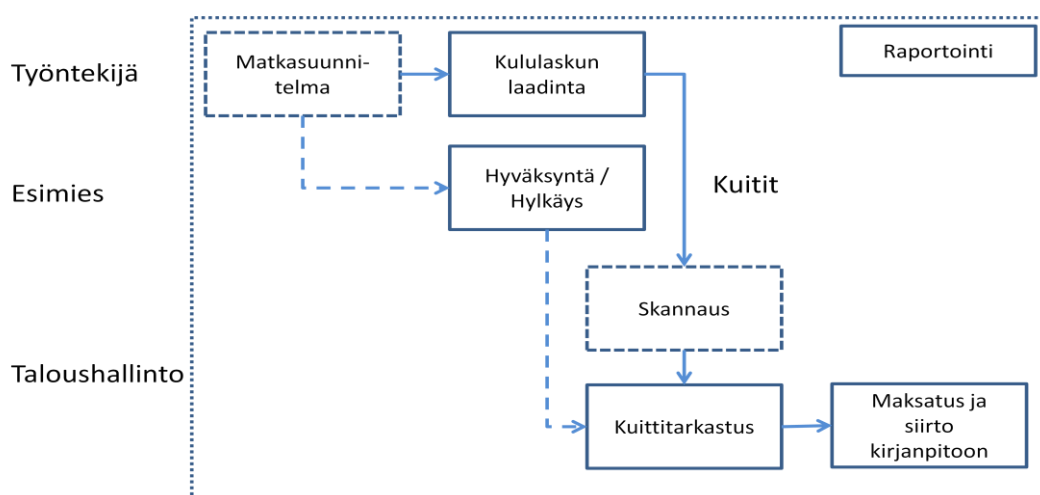 Työntekijä
Matkasuunni-
telma
Kululaskun
laadinta
Raportointi
Esimies
Hyväksyntä /
Hylkäys
Kuitit
Skannaus
Taloushallinto
Kuittitarkastus
Maksatus ja
siirto
kirjanpitoon